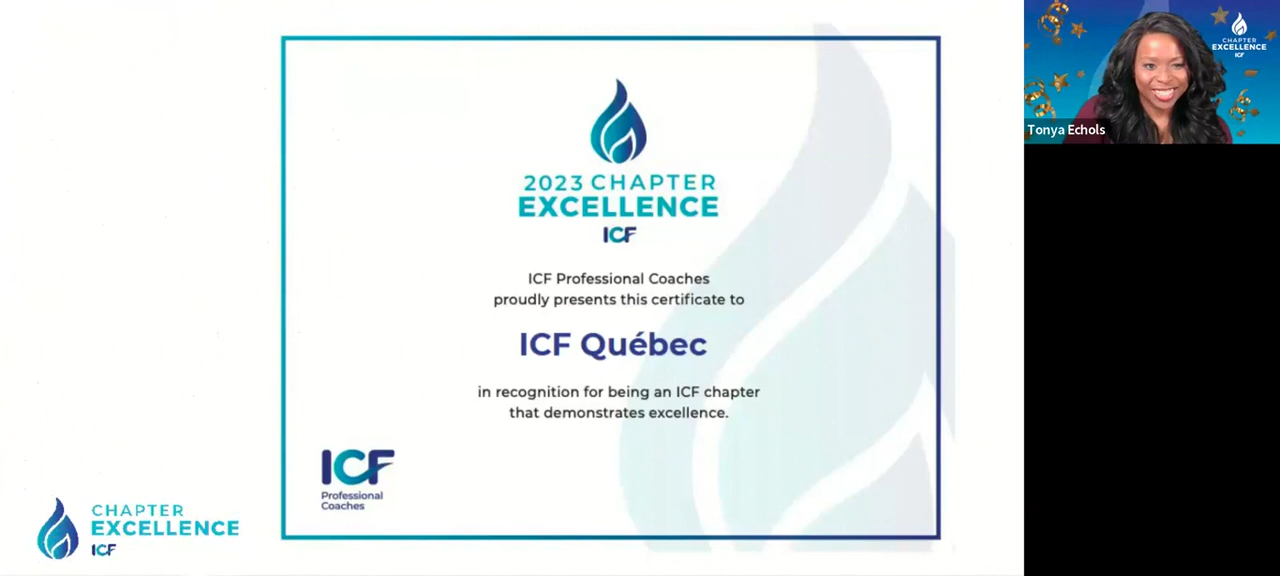 2023 CHAPTER
EXCELLENCE
ICF
ICF Professional Coaches
proudly presents this certificate to
ICF Québec
in recognition for being an ICF chapter
that demonstrates excellence.
ICF
Professional
Coaches
CHAPTER
EXCELLENCE
ICF
CHAPTER
EXCELLENCE
ICF
Tonya Echols